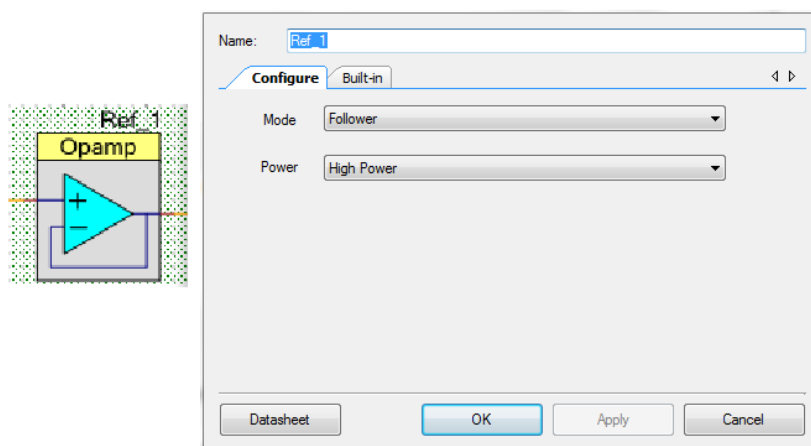 Ref_1
Opamp
+
−
Name: Ref_1
Configure Built-in
Mode Follower
Power High Power
Datasheet OK Apply Cancel